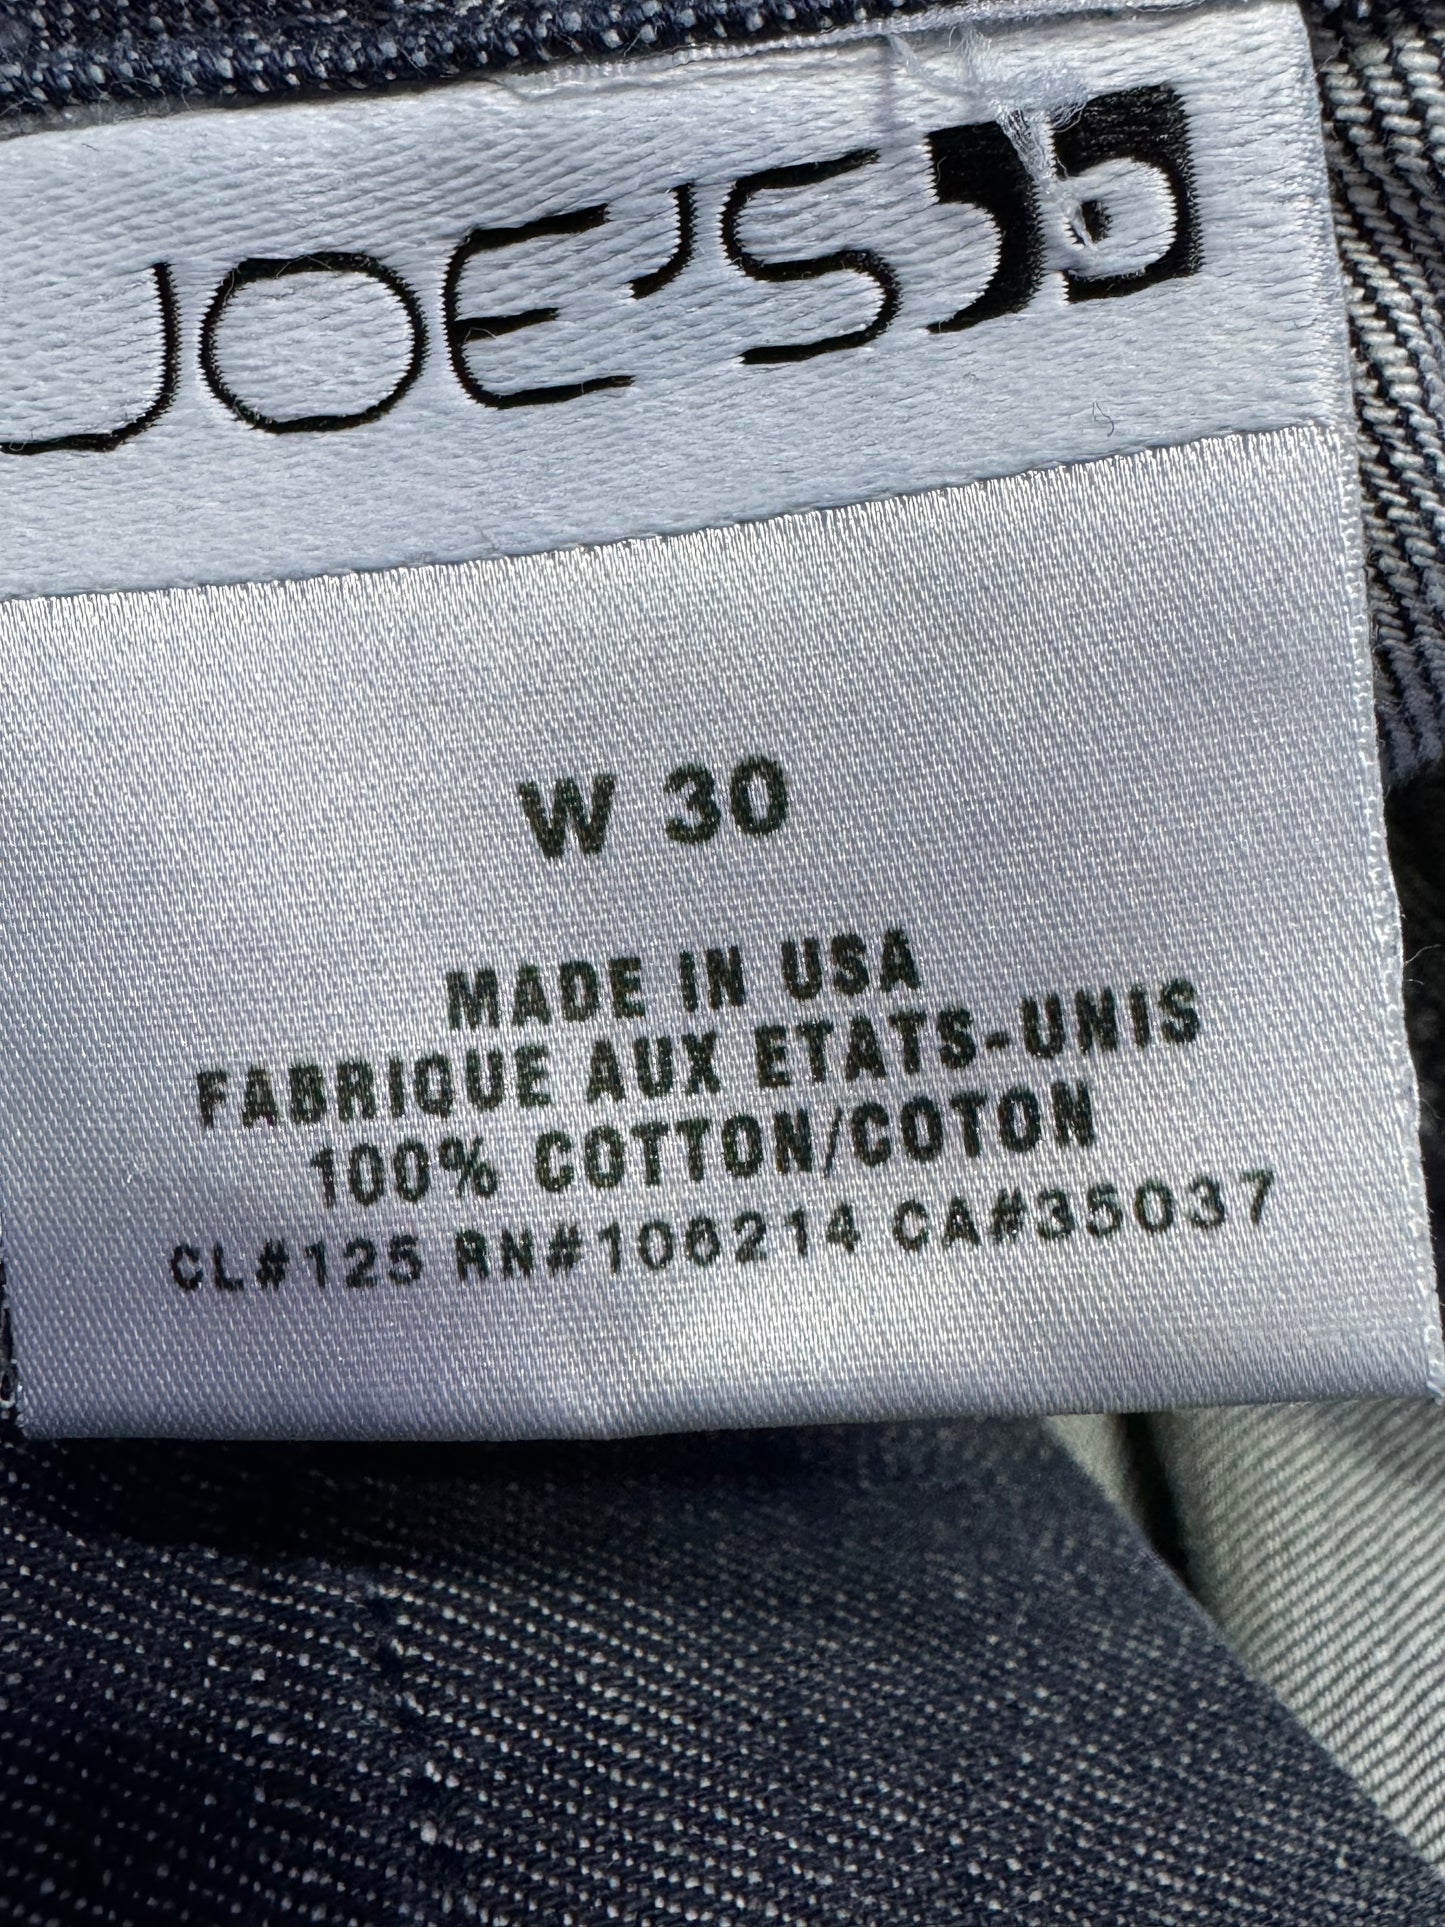 JOE'S
W 30
MADE IN USA
FABRIQUE AUX ETATS-UNIS
100% COTTON/COTON
CL#125 RN#106214 CA#35037